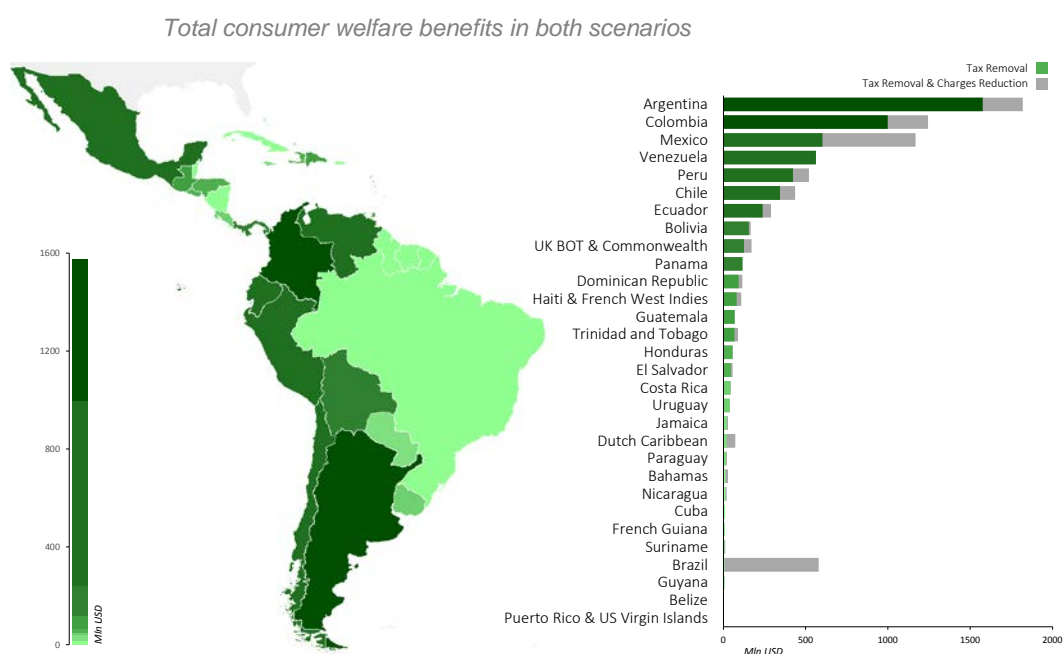 Total consumer welfare benefits in both scenarios
Tax Removal
Tax Removal & Charges Reduction
Argentina
Colombia
Mexico
Venezuela
Peru
Chile
Ecuador
Bolivia
UK BOT & Commonwealth
Panama
Dominican Republic
Haiti & French West Indies
Guatemala
Trinidad and Tobago
Honduras
El Salvador
Costa Rica
Uruguay
Jamaica
Dutch Caribbean
Paraguay
Bahamas
Nicaragua
Cuba
French Guiana
Suriname
Brazil
Guyana
Belize
Puerto Rico & US Virgin Islands
0 500 1000 1500 2000
Mln USD
1600
1200
800
400
0
Mln USD